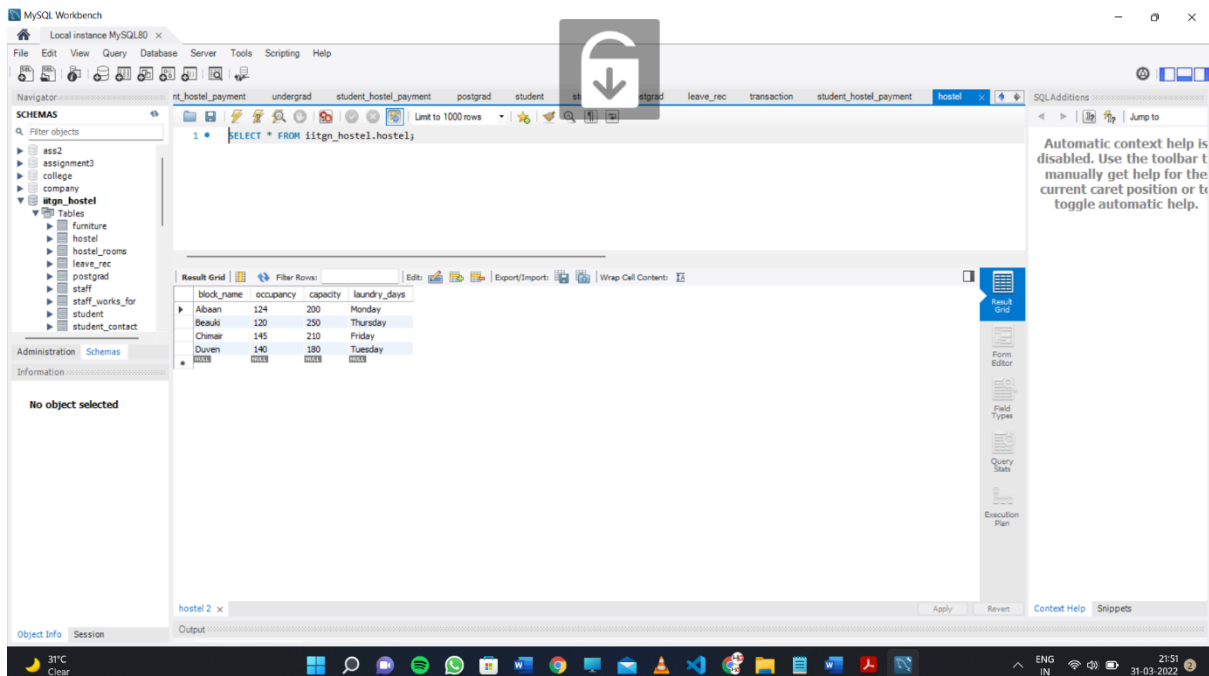 MySQL Workbench
Local instance MySQL80
File Edit View Query Database Server Tools Scripting Help
Navigator
SCHEMAS
Filter objects
ass2
assignment3
college
company
iitgn_hostel
Tables
furniture
hostel
hostel_rooms
leave_rec
postgrad
staff
staff_works_for
student
student_contact
Administration Schemas
Information
No object selected
Object Info Session
nt_hostel_payment undergrad student_hostel_payment postgrad student leave_rec transaction student_hostel_payment hostel
Limit to 1000 rows
1 SELECT * FROM iitgn_hostel.hostel;
Result Grid Filter Rows: Edit: Export/Import: Wrap Cell Content:
block_name occupancy capacity laundry_days
Aibaan 124 200 Monday
Beauki 120 250 Thursday
Chimair 145 210 Friday
Duven 140 180 Tuesday
NULL NULL NULL NULL
Result
Grid
Form
Editor
Field
Types
Query
Stats
Execution
Plan
hostel 2
Apply Revert
Output
SQLAdditions
Jump to
Automatic context help is
disabled. Use the toolbar
manually get help for the
current caret position or
toggle automatic help.
Context Help Snippets
31°C
Clear
ENG
IN
21:51
31-03-2022
2